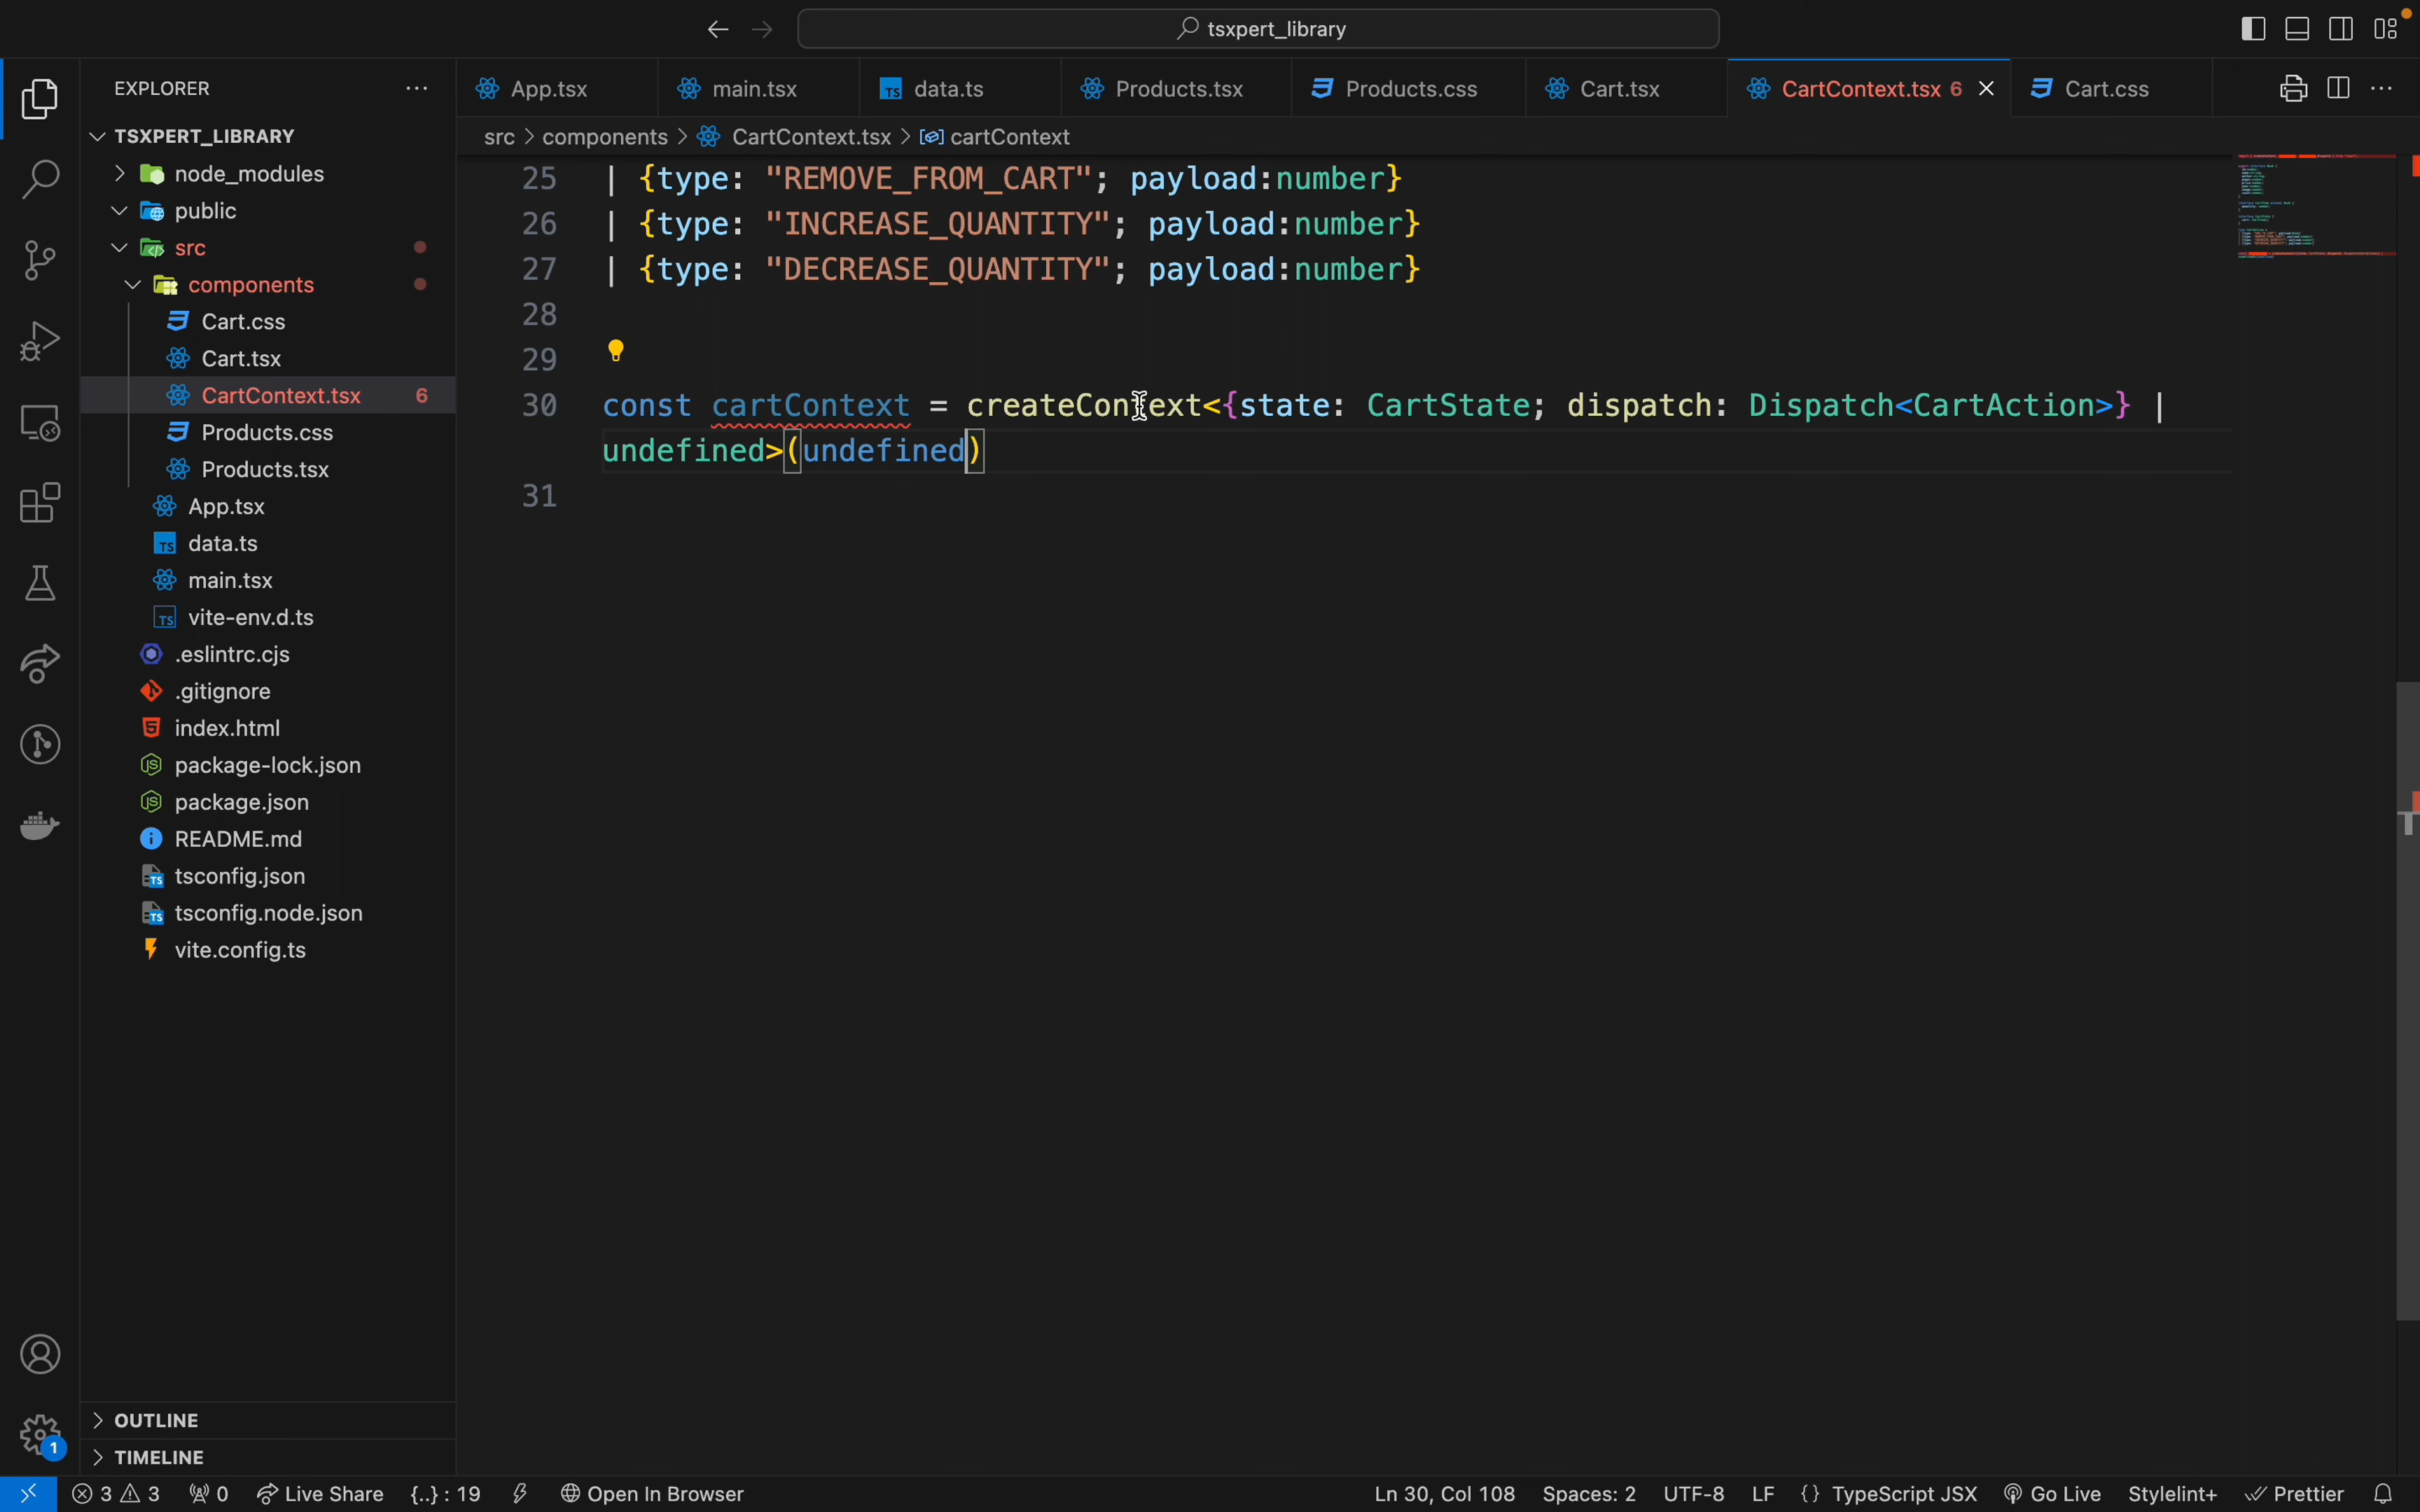 tsxpert_library
EXPLORER
TSXPERT_LIBRARY
node_modules
public
src
components
Cart.css
Cart.tsx
CartContext.tsx 6
Products.css
Products.tsx
App.tsx
data.ts
main.tsx
vite-env.d.ts
.eslintrc.cjs
.gitignore
index.html
package-lock.json
package.json
README.md
tsconfig.json
tsconfig.node.json
vite.config.ts
OUTLINE
TIMELINE
1
App.tsx main.tsx data.ts Products.tsx Products.css Cart.tsx CartContext.tsx 6 Cart.css
src > components > CartContext.tsx > cartContext
25 | {type: "REMOVE_FROM_CART"; payload:number}
26 | {type: "INCREASE_QUANTITY"; payload:number}
27 | {type: "DECREASE_QUANTITY"; payload:number}
28
29
30 const cartContext = createContext<{state: CartState; dispatch: Dispatch<CartAction>} |
undefined>(undefined)
31
3 3 0 Live Share {..} : 19 Open In Browser Ln 30, Col 108 Spaces: 2 UTF-8 LF {} TypeScript JSX Go Live Stylelint+ Prettier